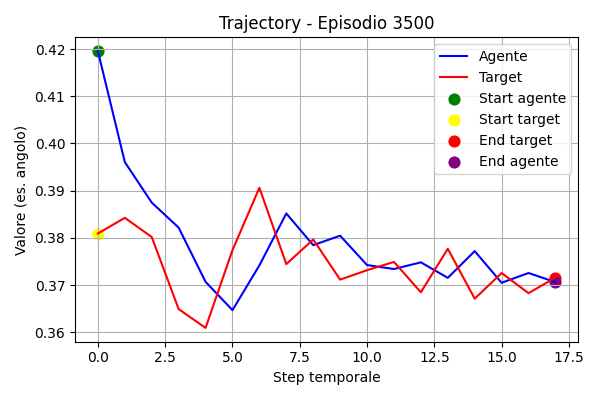 Trajectory - Episodio 3500
Valore (es. angolo)
0.42
0.41
0.40
0.39
0.38
0.37
0.36
Agente
Target
Start agente
Start target
End target
End agente
0.0
2.5
5.0
7.5
10.0
12.5
15.0
17.5
Step temporale